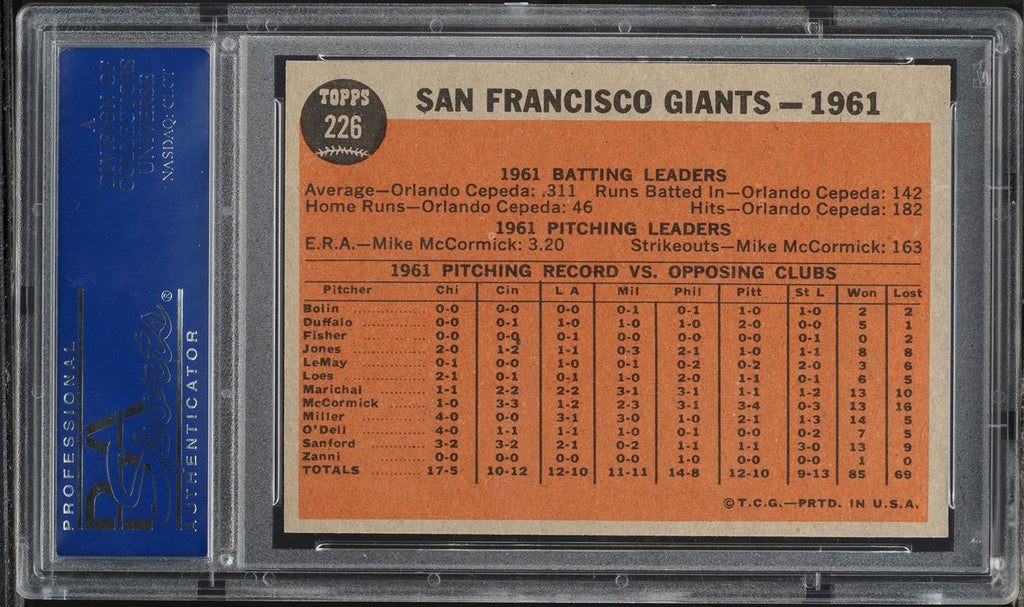 A
DIVISION OF
COLLECTORS
UNIVERSE
NASDAQ: CLCT
PROFESSIONAL
PSA
Sports®
AUTHENTICATOR
TOPPS
226
SAN FRANCISCO GIANTS — 1961
1961 BATTING LEADERS
Average—Orlando Cepeda: .311 Runs Batted In—Orlando Cepeda: 142
Home Runs—Orlando Cepeda: 46 Hits—Orlando Cepeda: 182
1961 PITCHING LEADERS
E.R.A.—Mike McCormick: 3.20 Strikeouts—Mike McCormick: 163
1961 PITCHING RECORD VS. OPPOSING CLUBS
Pitcher Chi Cin L A Mil Phil Pitt St L Won Lost
Bolin 0-0 0-0 0-0 0-1 0-1 1-0 1-0 2 2
Duffalo 0-0 0-1 1-0 1-0 1-0 2-0 0-0 5 1
Fisher 0-0 0-0 0-1 0-0 0-0 0-0 0-1 0 2
Jones 2-0 1-2 1-1 0-3 2-1 1-0 1-1 8 8
LeMay 0-1 0-0 1-0 0-1 0-2 0-2 2-0 3 6
Loes 2-1 0-1 0-1 1-0 2-0 1-1 0-1 6 5
Marichal 1-1 2-2 2-2 3-1 3-1 1-1 1-2 13 10
McCormick 1-0 3-3 1-2 2-3 3-1 3-4 0-3 13 16
Miller 4-0 0-0 3-1 3-0 1-0 2-1 1-3 14 5
O'Dell 4-0 1-1 1-1 1-0 0-1 0-0 0-2 7 5
Sanford 3-2 3-2 2-1 0-2 1-1 1-1 3-0 13 9
Zanni 0-0 0-0 0-0 0-0 1-0 0-0 0-0 1 0
TOTALS 17-5 10-12 12-10 11-11 14-8 12-10 9-13 85 69
©T.C.G.—PRTD. IN U.S.A.